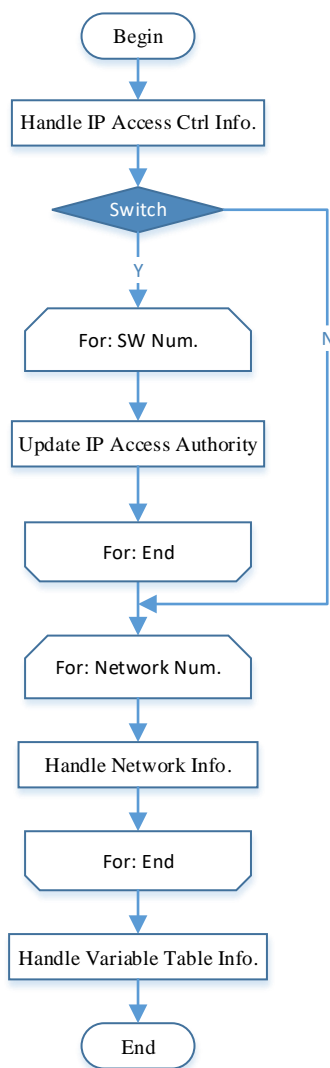 Begin
Handle IP Access Ctrl Info.
Switch
Y
For: SW Num.
N
Update IP Access Authority
For: End
For: Network Num.
Handle Network Info.
For: End
Handle Variable Table Info.
End